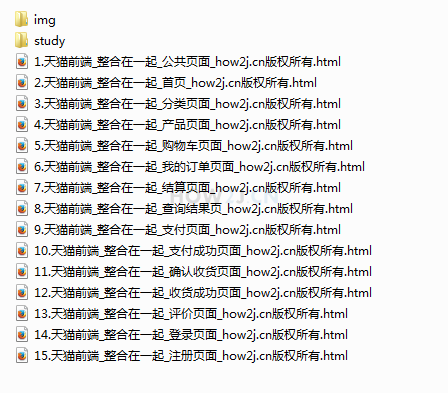 img
study
1.天猫前端_整合在一起_公共页面_how2j.cn版权所有.html
2.天猫前端_整合在一起_首页_how2j.cn版权所有.html
3.天猫前端_整合在一起_分类页面_how2j.cn版权所有.html
4.天猫前端_整合在一起_产品页面_how2j.cn版权所有.html
5.天猫前端_整合在一起_购物车页面_how2j.cn版权所有.html
6.天猫前端_整合在一起_我的订单页面_how2j.cn版权所有.html
7.天猫前端_整合在一起_结算页面_how2j.cn版权所有.html
HOW2J.CN
8.天猫前端_整合在一起_查询结果页_how2j.cn版权所有.html
9.天猫前端_整合在一起_支付页面_how2j.cn版权所有.html
10.天猫前端_整合在一起_支付成功页面_how2j.cn版权所有.html
11.天猫前端_整合在一起_确认收货页面_how2j.cn版权所有.html
12.天猫前端_整合在一起_收货成功页面_how2j.cn版权所有.html
13.天猫前端_整合在一起_评价页面_how2j.cn版权所有.html
14.天猫前端_整合在一起_登录页面_how2j.cn版权所有.html
15.天猫前端_整合在一起_注册页面_how2j.cn版权所有.html